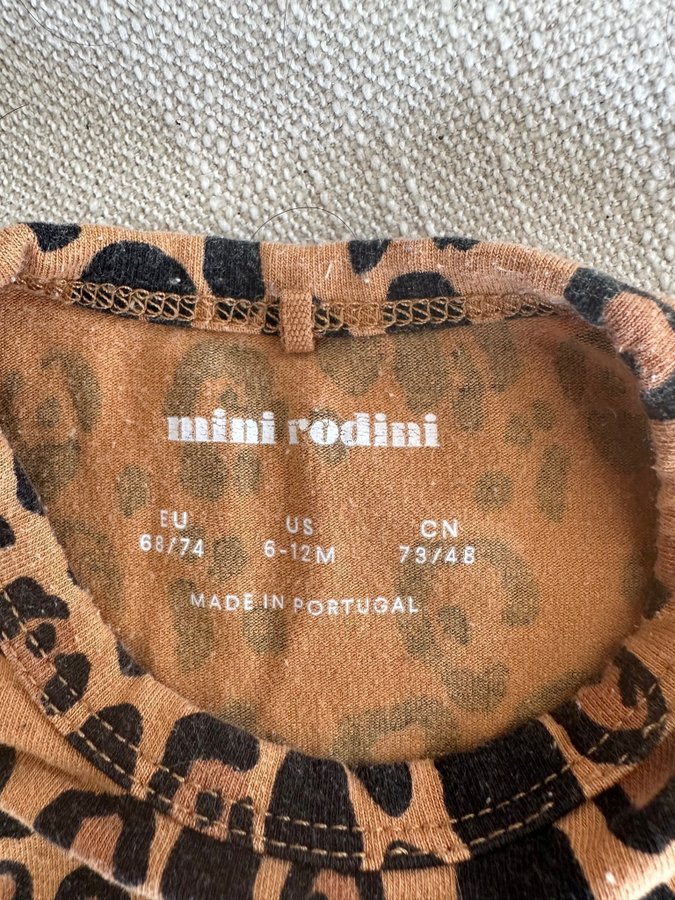 mini rodini
EU US CN
68/74 6-12M 73/48
MADE IN PORTUGAL